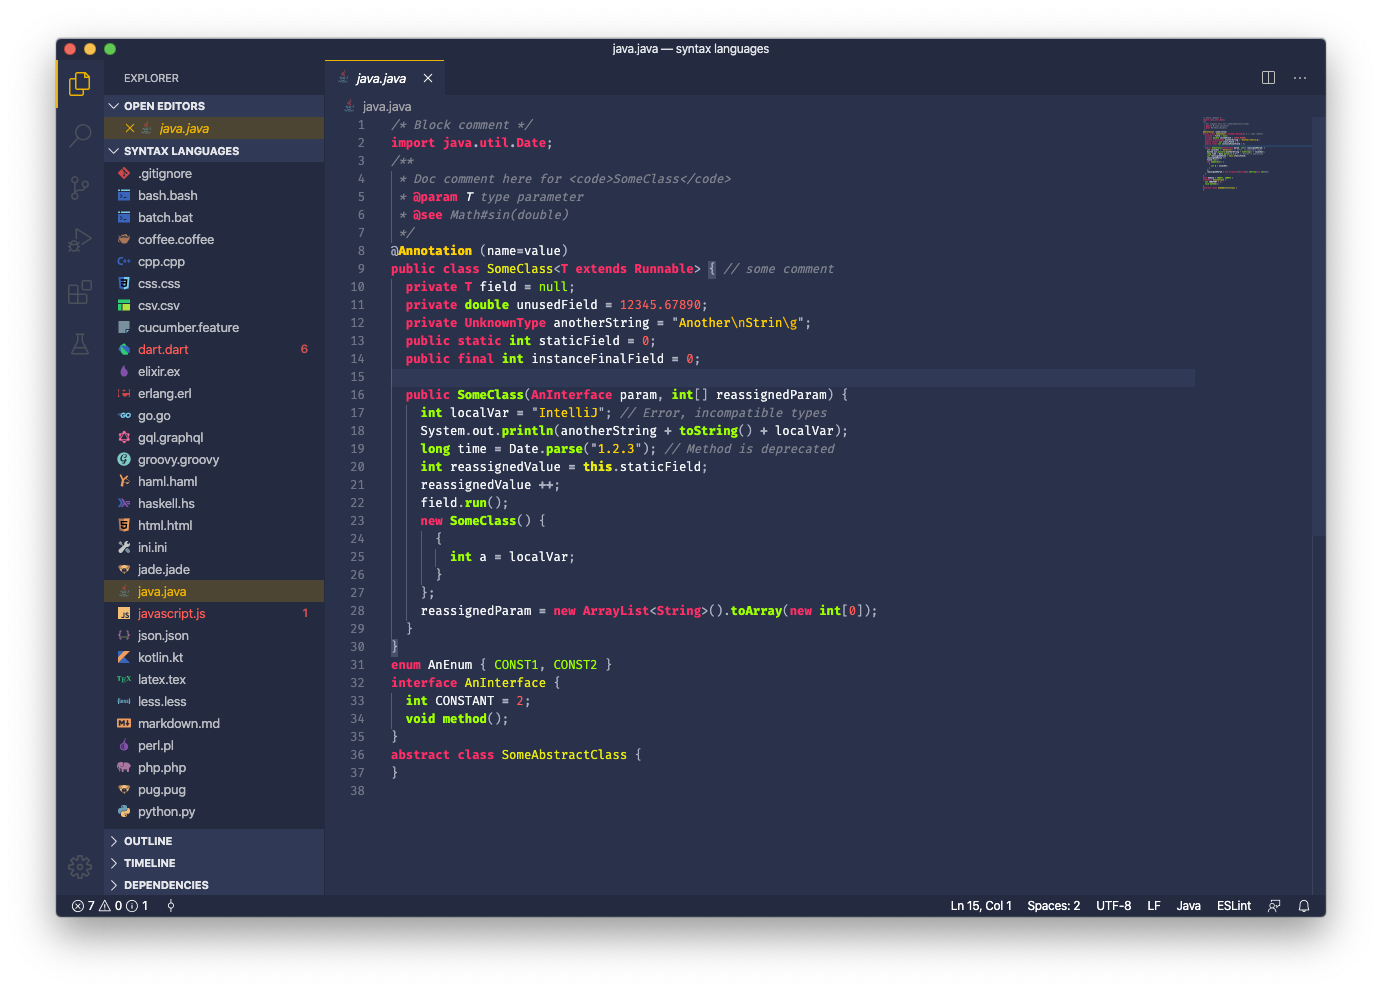 java.java — syntax languages
EXPLORER
OPEN EDITORS
java.java
SYNTAX LANGUAGES
.gitignore
bash.bash
batch.bat
coffee.coffee
cpp.cpp
css.css
csv.csv
cucumber.feature
dart.dart 6
elixir.ex
erlang.erl
go.go
gql.graphql
groovy.groovy
haml.haml
haskell.hs
html.html
ini.ini
jade.jade
java.java
javascript.js 1
json.json
kotlin.kt
latex.tex
less.less
markdown.md
perl.pl
php.php
pug.pug
python.py
OUTLINE
TIMELINE
DEPENDENCIES
java.java
java.java
1 /* Block comment */
2 import java.util.Date;
3 /**
4  * Doc comment here for <code>SomeClass</code>
5  * @param T type parameter
6  * @see Math#sin(double)
7  */
8 @Annotation (name=value)
9 public class SomeClass<T extends Runnable> { // some comment
10   private T field = null;
11   private double unusedField = 12345.67890;
12   private UnknownType anotherString = "Another\nStrin\g";
13   public static int staticField = 0;
14   public final int instanceFinalField = 0;
15
16   public SomeClass(AnInterface param, int[] reassignedParam) {
17     int localVar = "IntelliJ"; // Error, incompatible types
18     System.out.println(anotherString + toString() + localVar);
19     long time = Date.parse("1.2.3"); // Method is deprecated
20     int reassignedValue = this.staticField;
21     reassignedValue ++;
22     field.run();
23     new SomeClass() {
24       {
25         int a = localVar;
26       }
27     };
28     reassignedParam = new ArrayList<String>().toArray(new int[0]);
29   }
30 }
31 enum AnEnum { CONST1, CONST2 }
32 interface AnInterface {
33   int CONSTANT = 2;
34   void method();
35 }
36 abstract class SomeAbstractClass {
37 }
38
7 0 1
Ln 15, Col 1 Spaces: 2 UTF-8 LF Java ESLint